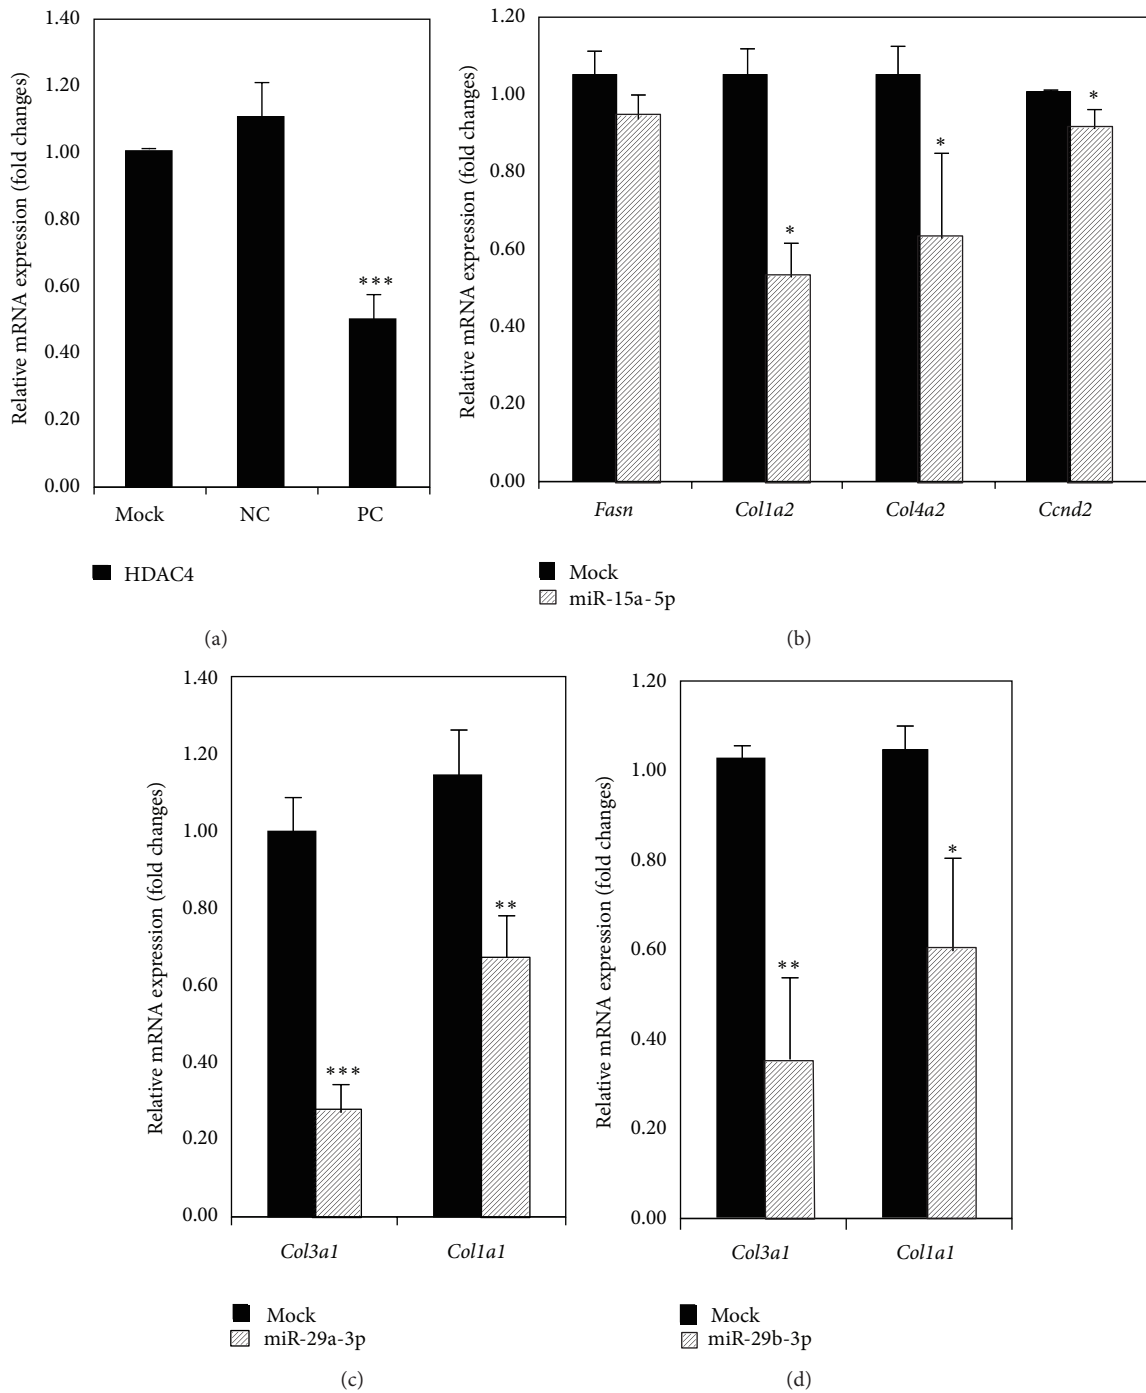 Relative mRNA expression (fold changes)
1.40
1.20
1.00
0.80
0.60
0.40
0.20
0.00
***
Mock NC PC
HDAC4
(a)
Relative mRNA expression (fold changes)
1.20
1.00
0.80
0.60
0.40
0.20
0.00
* * *
Fasn Col1a2 Col4a2 Ccnd2
Mock
miR-15a-5p
(b)
Relative mRNA expression (fold changes)
1.40
1.20
1.00
0.80
0.60
0.40
0.20
0.00
*** **
Col3a1 Col1a1
Mock
miR-29a-3p
(c)
Relative mRNA expression (fold changes)
1.20
1.00
0.80
0.60
0.40
0.20
0.00
** *
Col3a1 Col1a1
Mock
miR-29b-3p
(d)